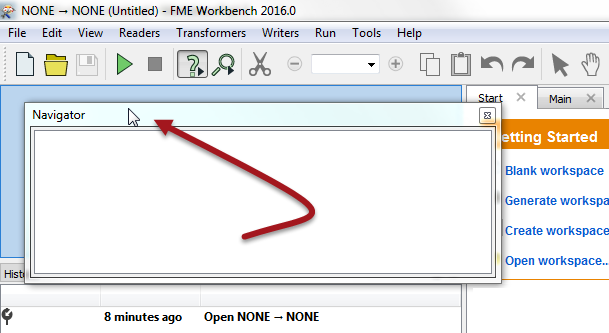 NONE → NONE (Untitled) - FME Workbench 2016.0
File Edit View Readers Transformers Writers Run Tools Help
Start Main
Navigator
etting Started
Blank workspace
Generate workspa
Create workspace
Open workspace..
Histo
8 minutes ago Open NONE → NONE